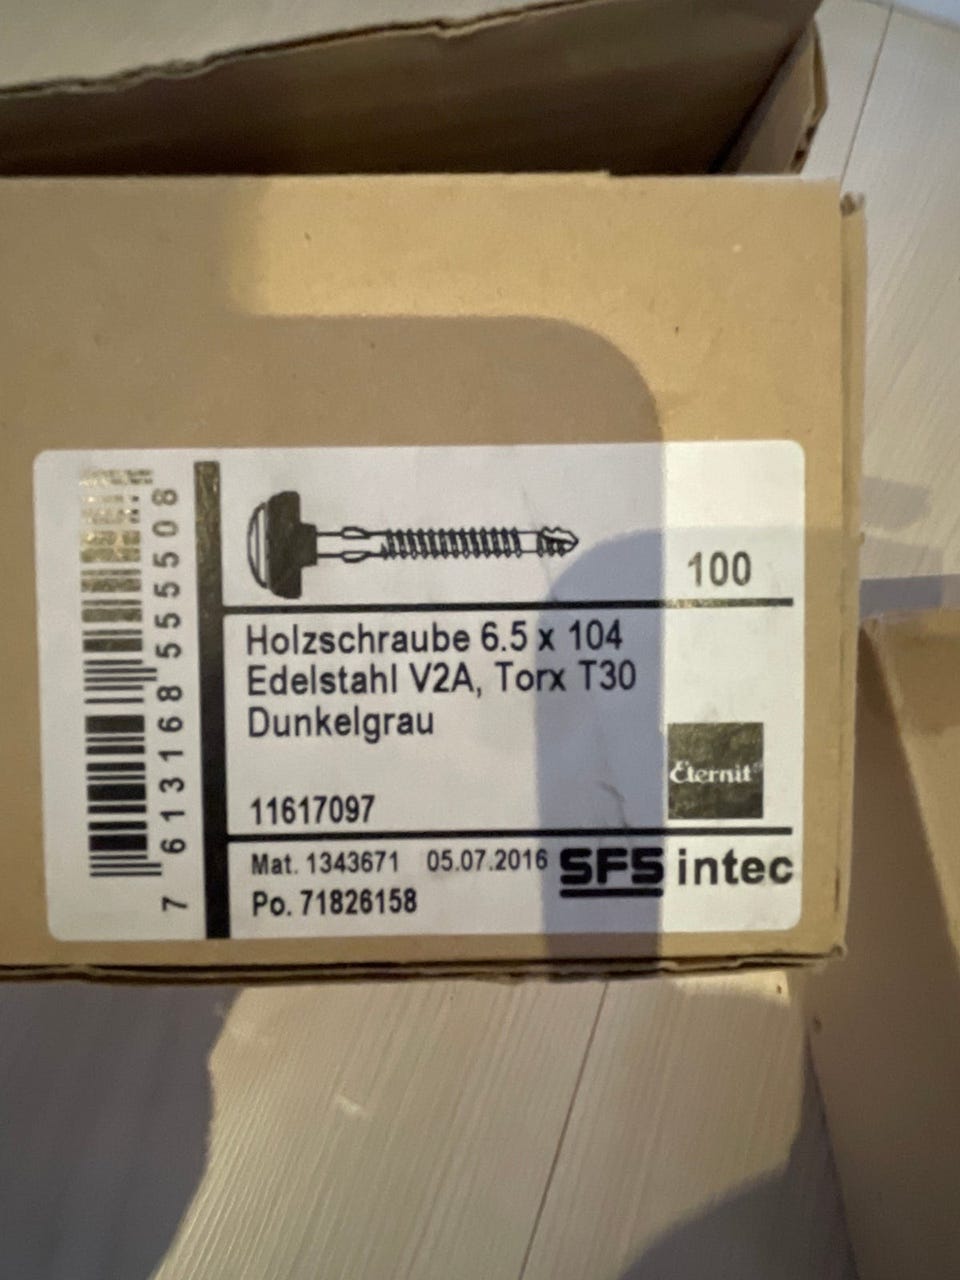 100
Holzschraube 6.5 x 104
Edelstahl V2A, Torx T30
Dunkelgrau
Eternit®
11617097
Mat. 1343671 05.07.2016
Po. 71826158
SFS intec
7 613168 555508